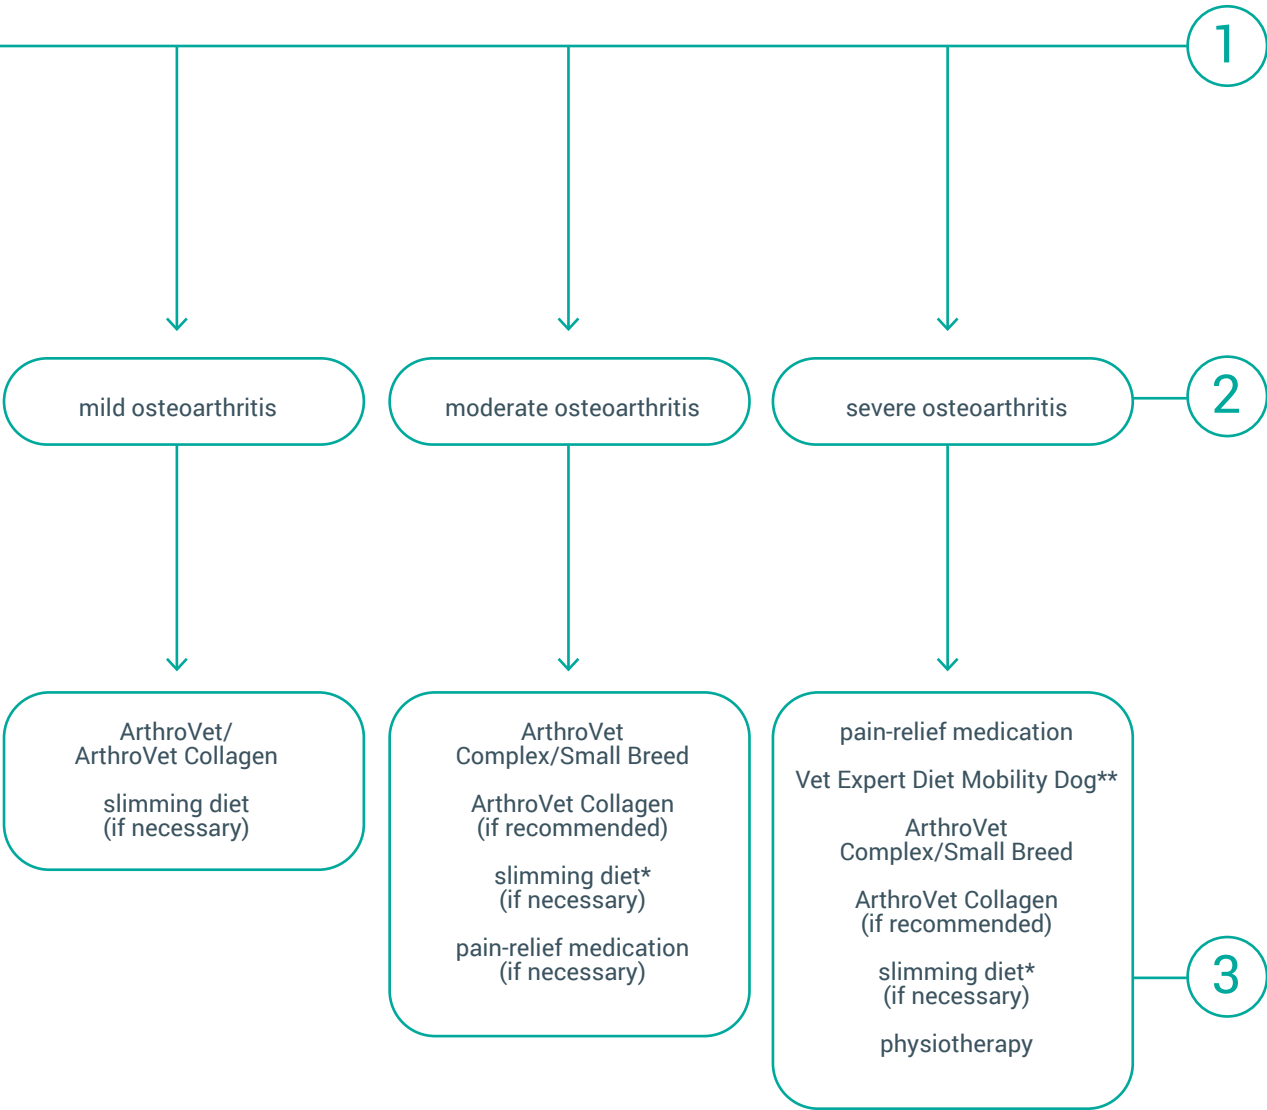 1
mild osteoarthritis
moderate osteoarthritis
severe osteoarthritis
2
ArthroVet/
ArthroVet Collagen
slimming diet
(if necessary)
ArthroVet
Complex/Small Breed
ArthroVet Collagen
(if recommended)
slimming diet*
(if necessary)
pain-relief medication
(if necessary)
pain-relief medication
Vet Expert Diet Mobility Dog**
ArthroVet
Complex/Small Breed
ArthroVet Collagen
(if recommended)
slimming diet*
(if necessary)
physiotherapy
3